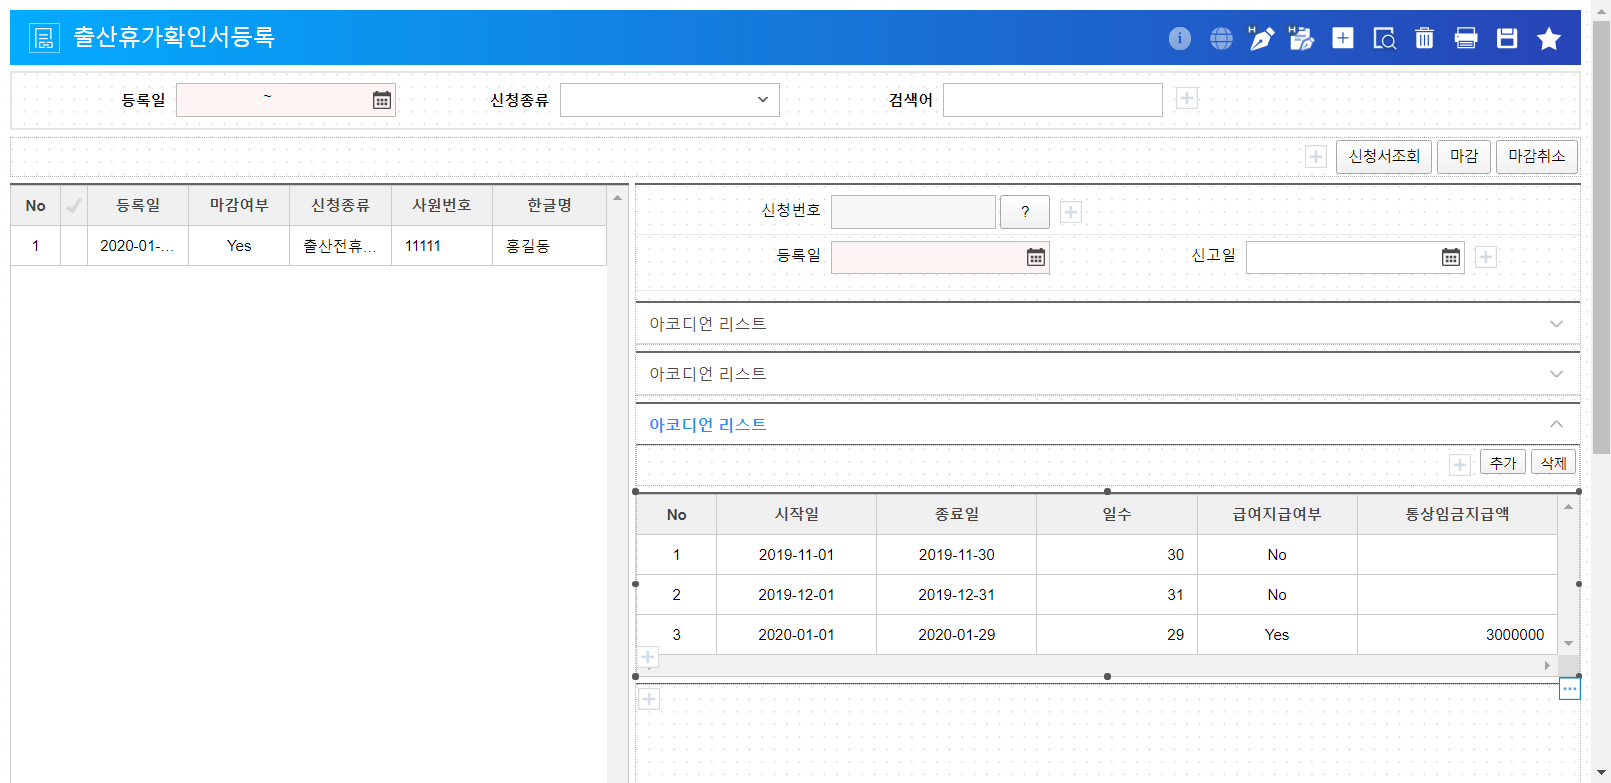 출산휴가확인서등록
등록일 ~ 신청종류 검색어
신청서조회 마감 마감취소
No 등록일 마감여부 신청종류 사원번호 한글명
1 2020-01-... Yes 출산전휴... 11111 홍길동
신청번호 ?
등록일 신고일
아코디언 리스트
아코디언 리스트
아코디언 리스트
추가 삭제
No 시작일 종료일 일수 급여지급여부 통상임금지급액
1 2019-11-01 2019-11-30 30 No
2 2019-12-01 2019-12-31 31 No
3 2020-01-01 2020-01-29 29 Yes 3000000